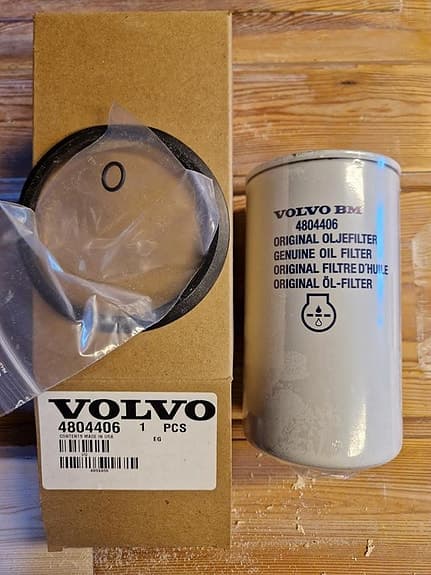 VOLVO
4804406 1 PCS
CONTENTS MADE IN USA
EG
VOLVO BM
4804406
ORIGINAL OLJEFILTER
GENUINE OIL FILTER
ORIGINAL FILTRE D'HUILE
ORIGINAL ÖL-FILTER